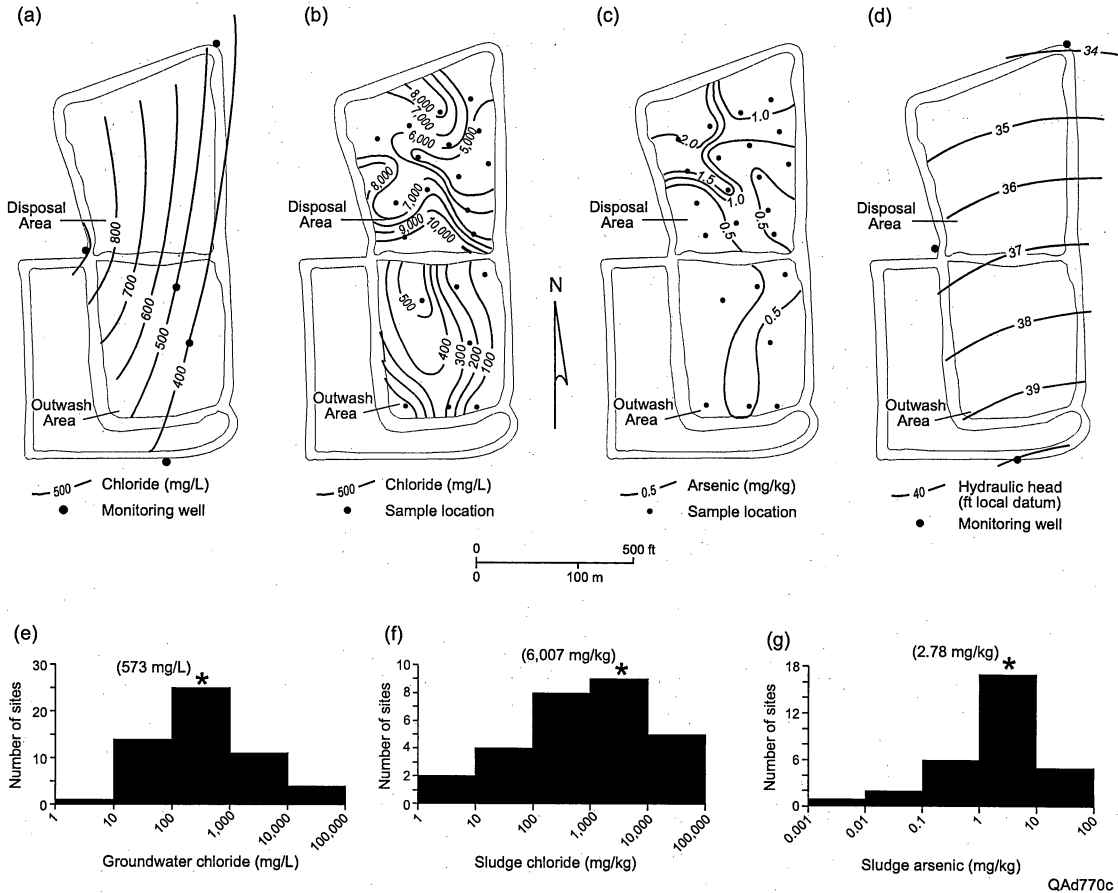 (a)
(b)
(c)
(d)
800
700
600
500
400
Disposal
Area
Outwash
Area
500 Chloride (mg/L)
Monitoring well
8,000
7,000
6,000
5,000
8,000
7,000
9,000
10,000
500
400
300
200
100
Disposal
Area
Outwash
Area
500 Chloride (mg/L)
Sample location
1.0
2.0
1.5
1.0
0.5
0.5
0.5
Disposal
Area
Outwash
Area
0.5 Arsenic (mg/kg)
Sample location
N
34
35
36
37
38
39
Disposal
Area
Outwash
Area
40 Hydraulic head
(ft local datum)
Monitoring well
0 500 ft
0 100 m
(e)
(573 mg/L) *
Number of sites
30
20
10
0
1 10 100 1,000 10,000 100,000
Groundwater chloride (mg/L)
(f)
(6,007 mg/kg) *
Number of sites
10
8
6
4
2
0
1 10 100 1,000 10,000 100,000
Sludge chloride (mg/kg)
(g)
(2.78 mg/kg) *
Number of sites
18
12
6
0
0.001 0.01 0.1 1 10 100
Sludge arsenic (mg/kg)
QAd770c